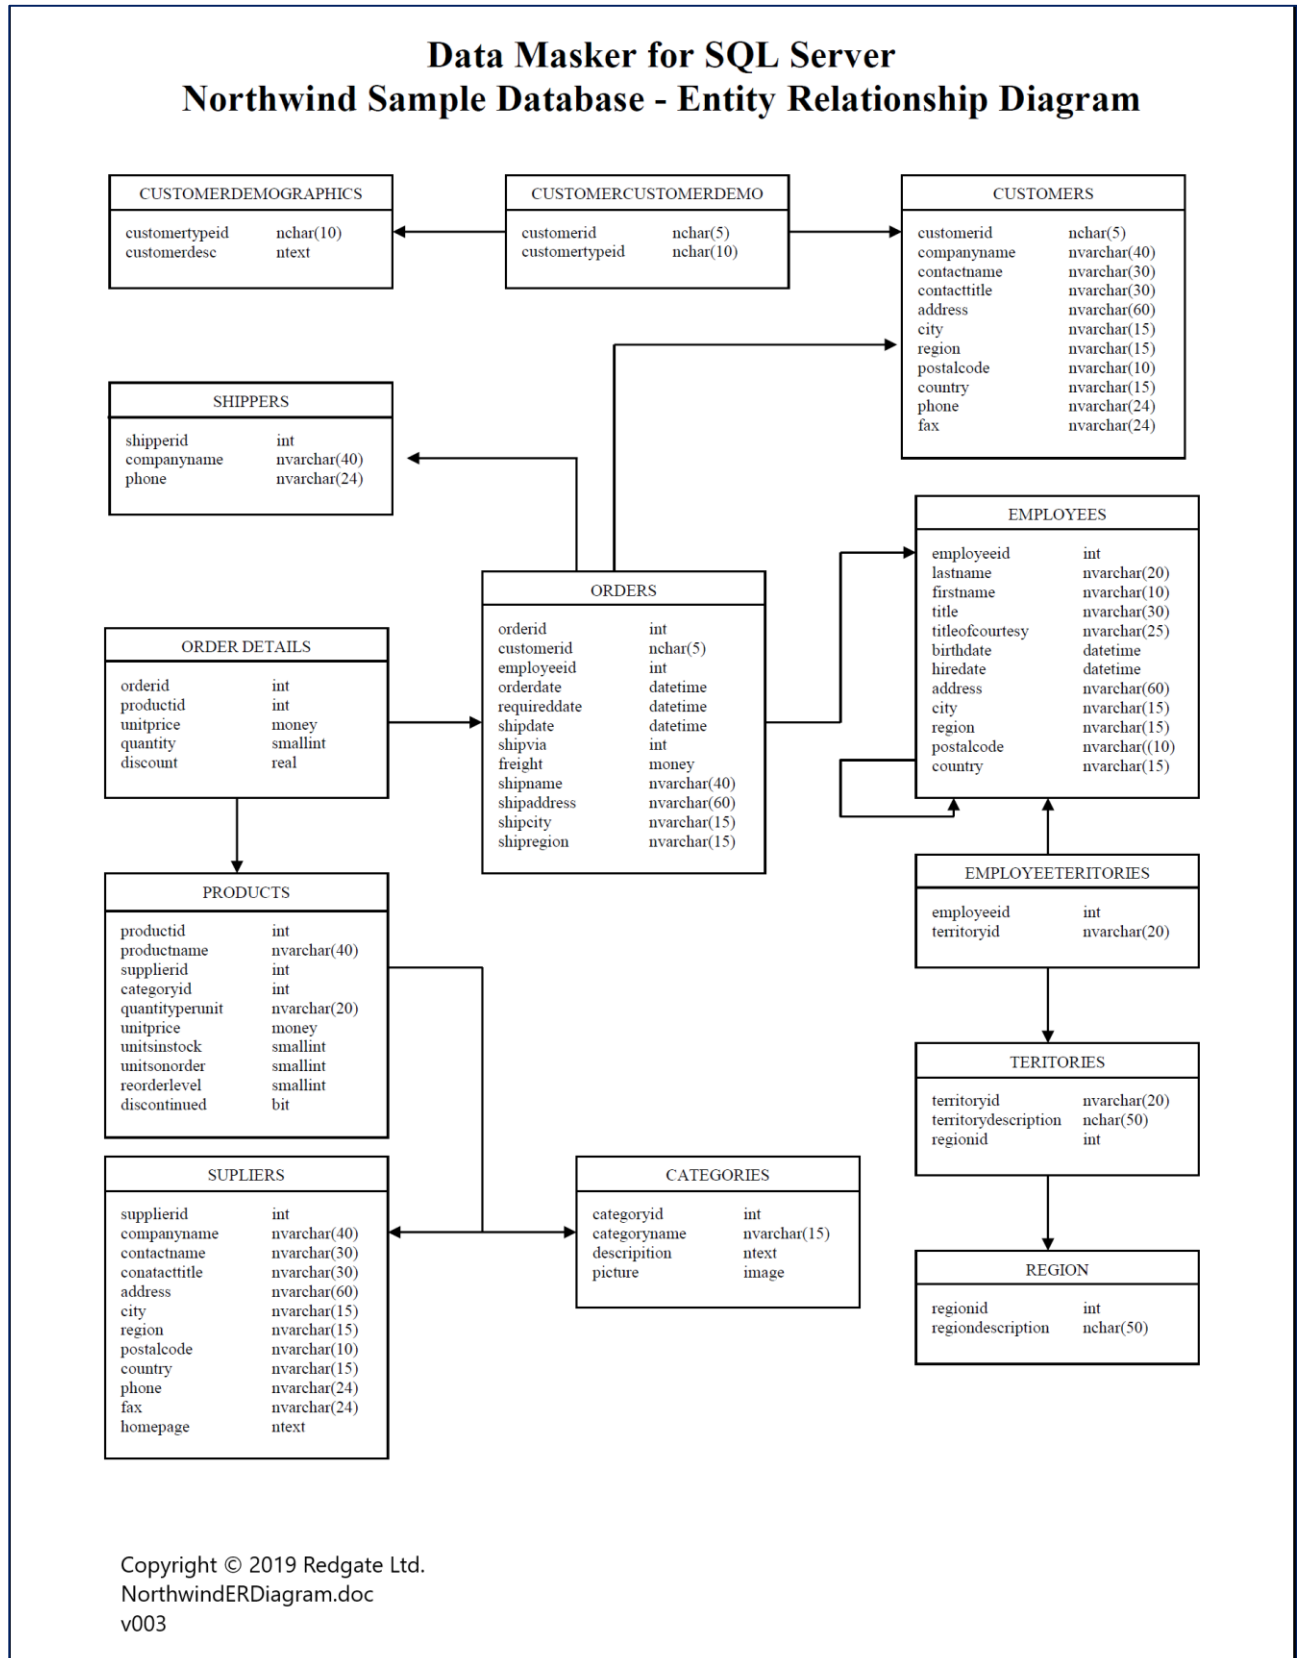 Data Masker for SQL Server
Northwind Sample Database - Entity Relationship Diagram
CUSTOMERDEMOGRAPHICS
customertypeid nchar(10)
customerdesc ntext
CUSTOMERCUSTOMERDEMO
customerid nchar(5)
customertypeid nchar(10)
CUSTOMERS
customerid nchar(5)
companyname nvarchar(40)
contactname nvarchar(30)
contacttitle nvarchar(30)
address nvarchar(60)
city nvarchar(15)
region nvarchar(15)
postalcode nvarchar(10)
country nvarchar(15)
phone nvarchar(24)
fax nvarchar(24)
SHIPPERS
shipperid int
companyname nvarchar(40)
phone nvarchar(24)
EMPLOYEES
employeeid int
lastname nvarchar(20)
firstname nvarchar(10)
title nvarchar(30)
titleofcourtesy nvarchar(25)
birthdate datetime
hiredate datetime
address nvarchar(60)
city nvarchar(15)
region nvarchar(15)
postalcode nvarchar((10)
country nvarchar(15)
ORDERS
orderid int
customerid nchar(5)
employeeid int
orderdate datetime
requireddate datetime
shipdate datetime
shipvia int
freight money
shipname nvarchar(40)
shipaddress nvarchar(60)
shipcity nvarchar(15)
shipregion nvarchar(15)
ORDER DETAILS
orderid int
productid int
unitprice money
quantity smallint
discount real
PRODUCTS
productid int
productname nvarchar(40)
supplierid int
categoryid int
quantityperunit nvarchar(20)
unitprice money
unitsinstock smallint
unitsonorder smallint
reorderlevel smallint
discontinued bit
EMPLOYEETERITORIES
employeeid int
territoryid nvarchar(20)
TERITORIES
territoryid nvarchar(20)
territorydescription nchar(50)
regionid int
SUPLIERS
supplierid int
companyname nvarchar(40)
contactname nvarchar(30)
conatacttitle nvarchar(30)
address nvarchar(60)
city nvarchar(15)
region nvarchar(15)
postalcode nvarchar(10)
country nvarchar(15)
phone nvarchar(24)
fax nvarchar(24)
homepage ntext
CATEGORIES
categoryid int
categoryname nvarchar(15)
descripition ntext
picture image
REGION
regionid int
regiondescription nchar(50)
Copyright © 2019 Redgate Ltd.
NorthwindERDiagram.doc
v003